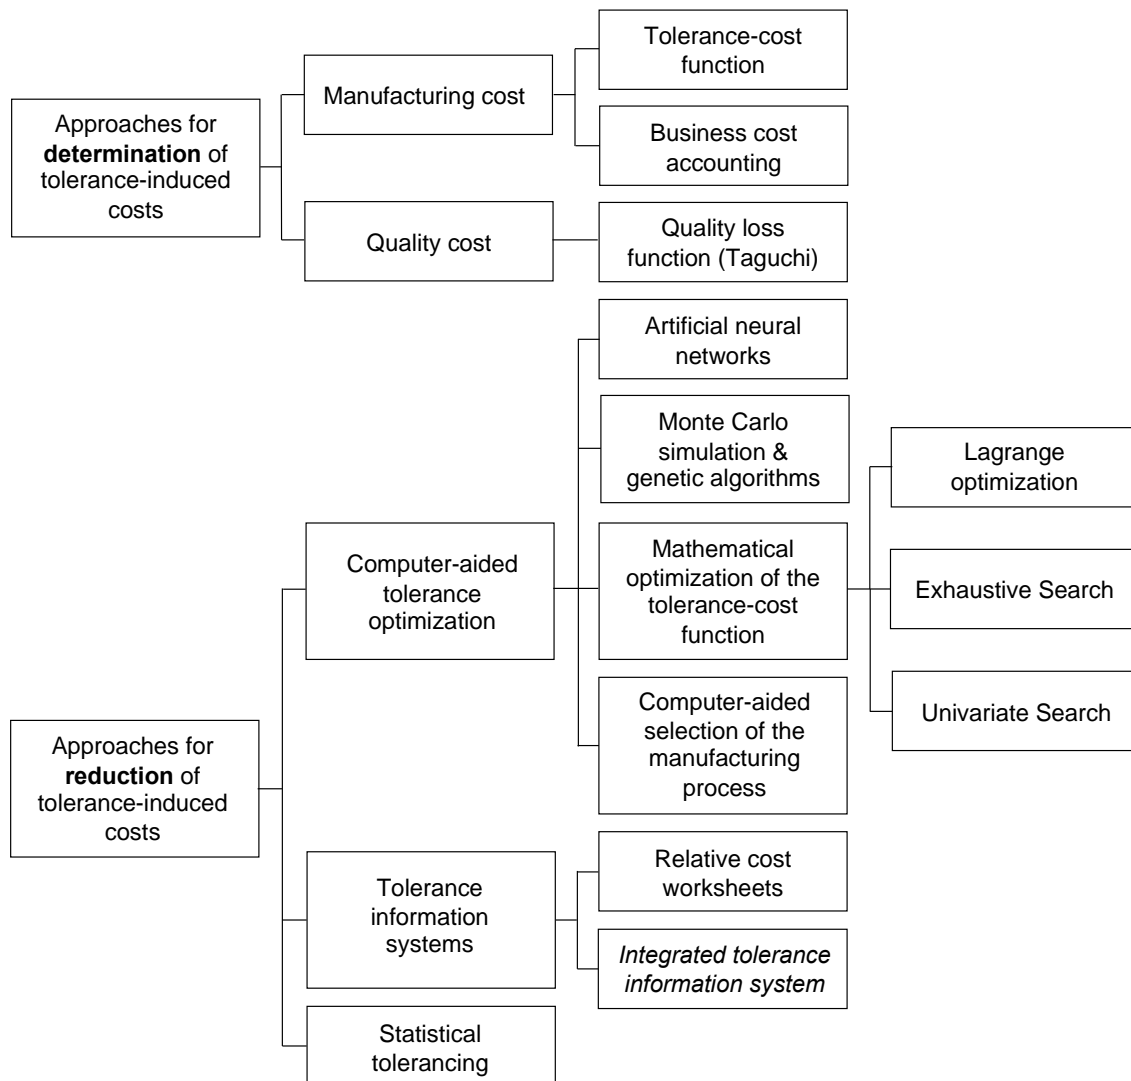 Approaches for
determination of
tolerance-induced
costs
Manufacturing cost
Tolerance-cost
function
Business cost
accounting
Quality cost
Quality loss
function (Taguchi)
Approaches for
reduction of
tolerance-induced
costs
Computer-aided
tolerance
optimization
Artificial neural
networks
Monte Carlo
simulation &
genetic algorithms
Mathematical
optimization of the
tolerance-cost
function
Lagrange
optimization
Exhaustive Search
Univariate Search
Computer-aided
selection of the
manufacturing
process
Tolerance
information
systems
Relative cost
worksheets
Integrated tolerance
information system
Statistical
tolerancing